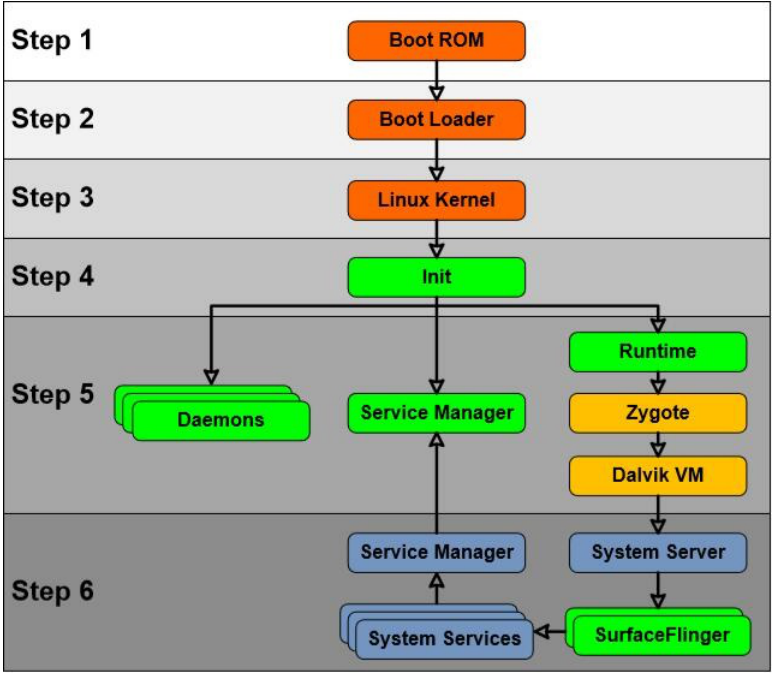 Step 1
Boot ROM
Step 2
Boot Loader
Step 3
Linux Kernel
Step 4
Init
Step 5
Runtime
Daemons
Service Manager
Zygote
Dalvik VM
Step 6
Service Manager
System Server
System Services
SurfaceFlinger